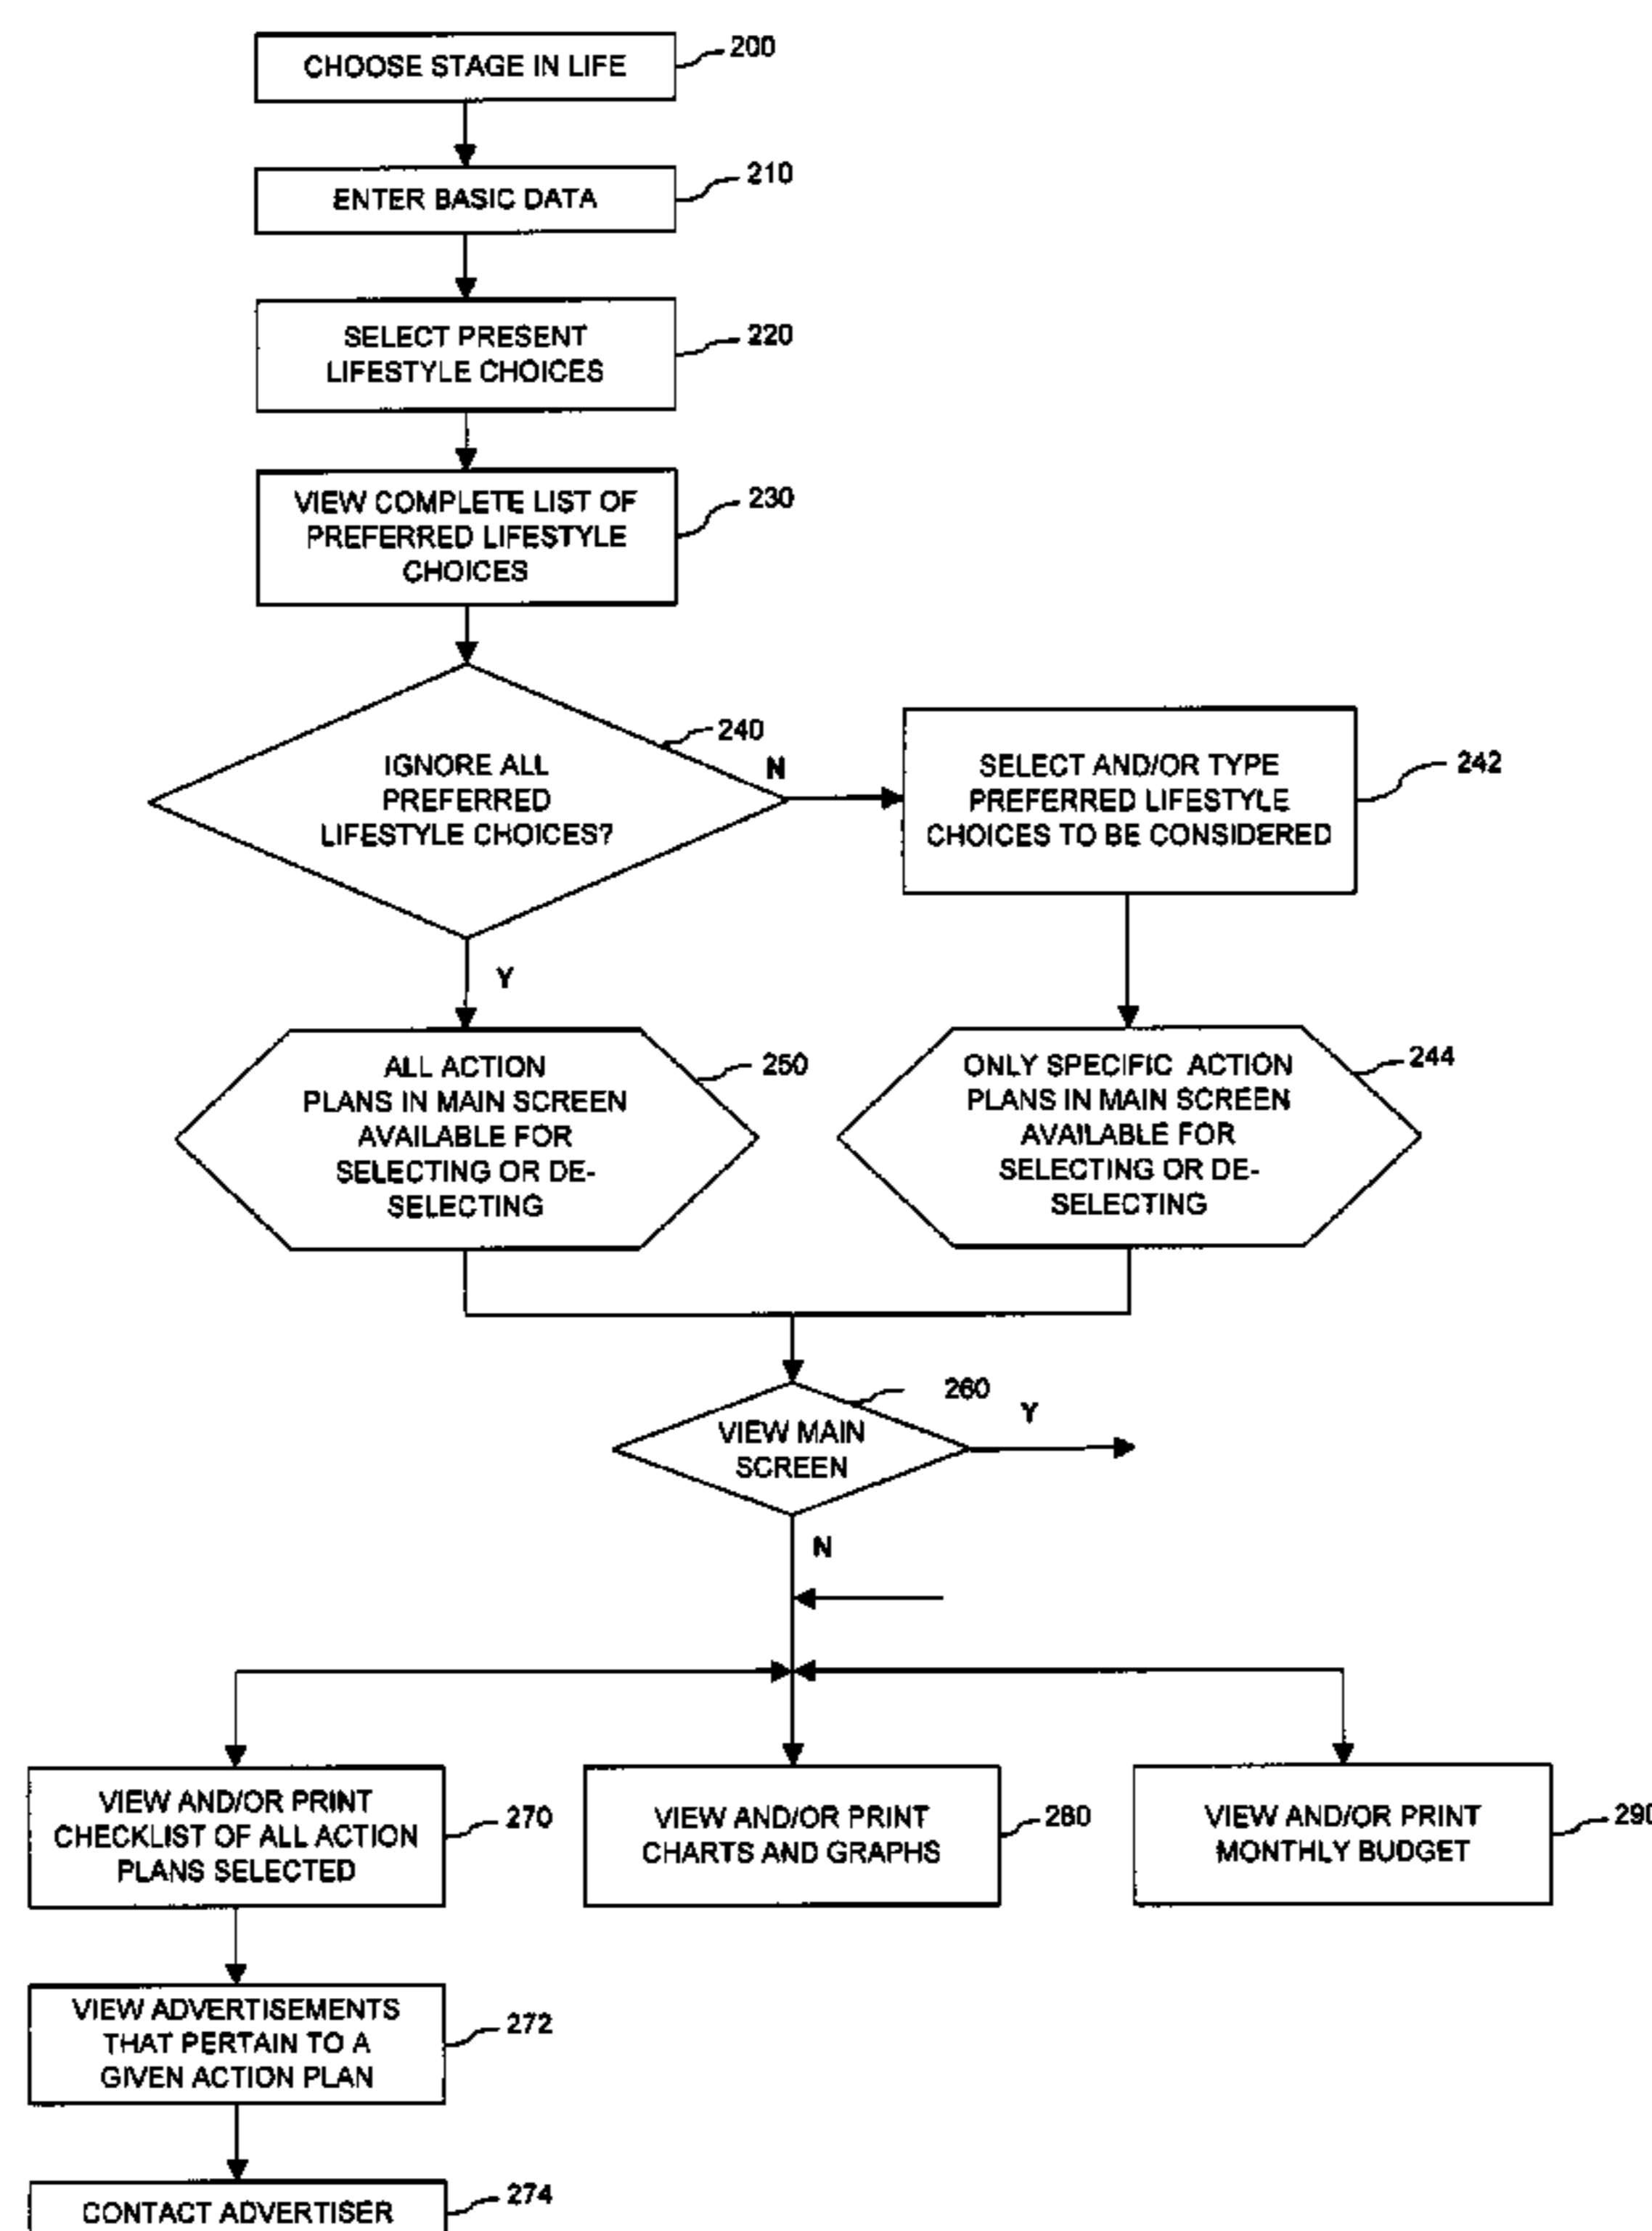 CHOOSE STAGE IN LIFE
200
ENTER BASIC DATA
210
SELECT PRESENT
LIFESTYLE CHOICES
220
VIEW COMPLETE LIST OF
PREFERRED LIFESTYLE
CHOICES
230
IGNORE ALL
PREFERRED
LIFESTYLE CHOICES?
240
N
SELECT AND/OR TYPE
PREFERRED LIFESTYLE
CHOICES TO BE CONSIDERED
242
Y
ALL ACTION
PLANS IN MAIN SCREEN
AVAILABLE FOR
SELECTING OR DE-
SELECTING
250
ONLY SPECIFIC ACTION
PLANS IN MAIN SCREEN
AVAILABLE FOR
SELECTING OR DE-
SELECTING
244
VIEW MAIN
SCREEN
260
Y
N
VIEW AND/OR PRINT
CHECKLIST OF ALL ACTION
PLANS SELECTED
270
VIEW AND/OR PRINT
CHARTS AND GRAPHS
280
VIEW AND/OR PRINT
MONTHLY BUDGET
290
VIEW ADVERTISEMENTS
THAT PERTAIN TO A
GIVEN ACTION PLAN
272
CONTACT ADVERTISER
274